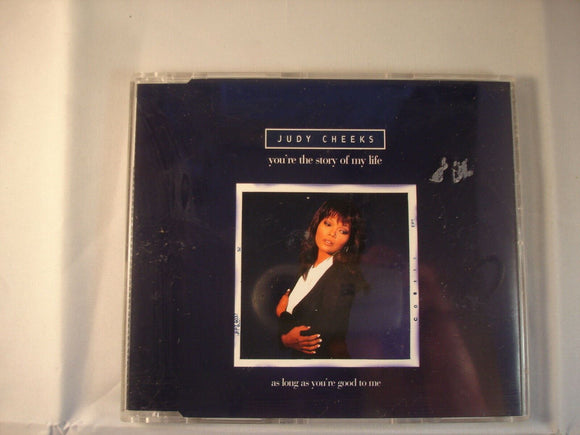 JUDY CHEEKS
you're the story of my life
as long as you're good to me